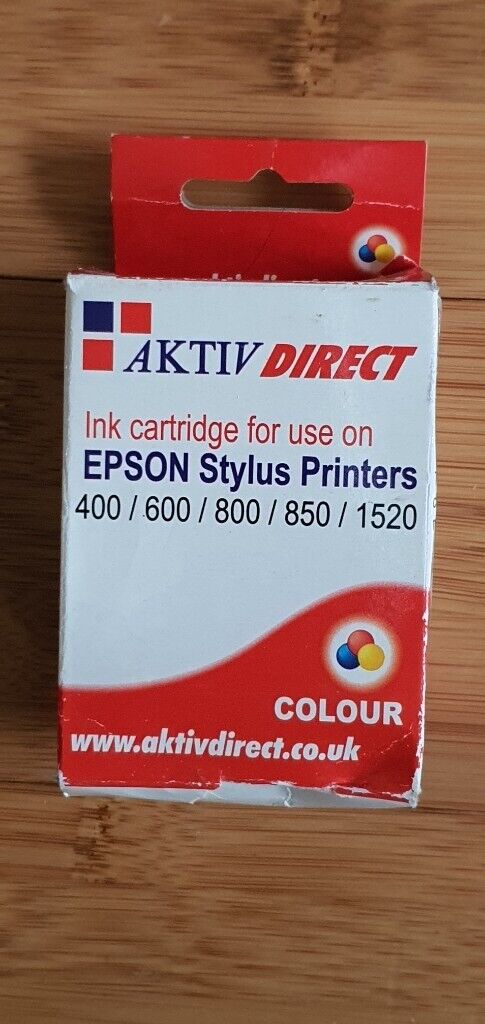 AKTIV DIRECT
Ink cartridge for use on
EPSON Stylus Printers
400 / 600 / 800 / 850 / 1520
COLOUR
www.aktivdirect.co.uk